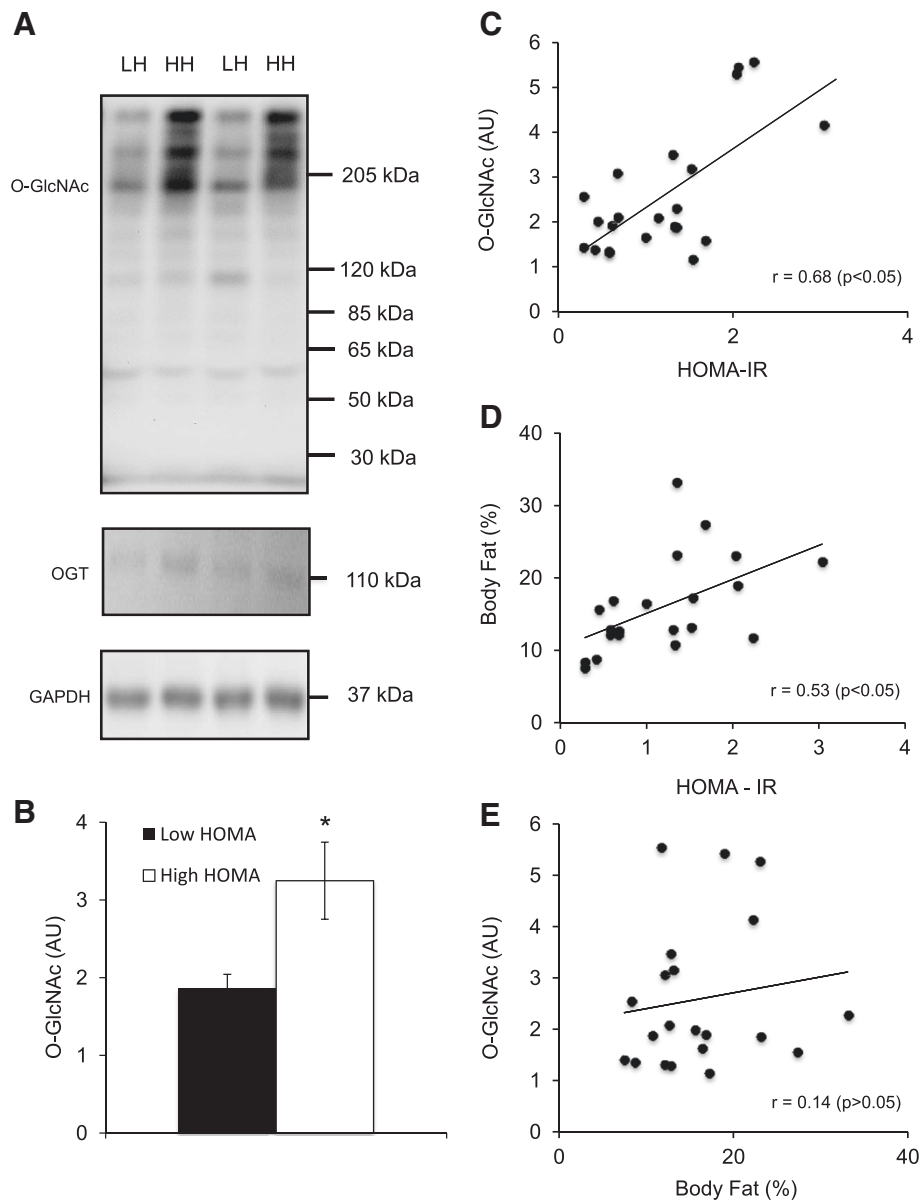 A
LH HH LH HH
O-GlcNAc
205 kDa
120 kDa
85 kDa
65 kDa
50 kDa
30 kDa
OGT
110 kDa
GAPDH
37 kDa
B
4
3
2
1
0
O-GlcNAc (AU)
Low HOMA
High HOMA
*
C
6
5
4
3
2
1
0
O-GlcNAc (AU)
r = 0.68 (p<0.05)
0 2 4
HOMA-IR
D
40
30
20
10
0
Body Fat (%)
r = 0.53 (p<0.05)
0 1 2 3 4
HOMA - IR
E
6
5
4
3
2
1
0
O-GlcNAc (AU)
r = 0.14 (p>0.05)
0 20 40
Body Fat (%)